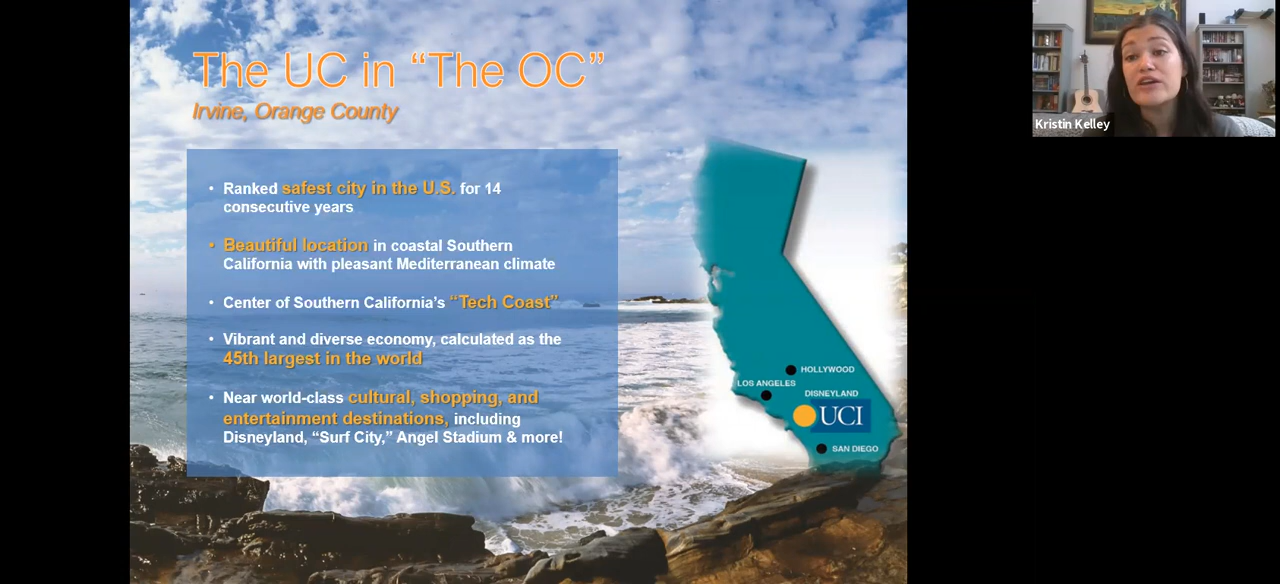 The UC in “The OC”
Irvine, Orange County
• Ranked safest city in the U.S. for 14
consecutive years
• Beautiful location in coastal Southern
California with pleasant Mediterranean climate
• Center of Southern California’s “Tech Coast”
• Vibrant and diverse economy, calculated as the
45th largest in the world
• Near world-class cultural, shopping, and
entertainment destinations, including
Disneyland, “Surf City,” Angel Stadium & more!
HOLLYWOOD
LOS ANGELES
DISNEYLAND
UCI
SAN DIEGO
Kristin Kelley